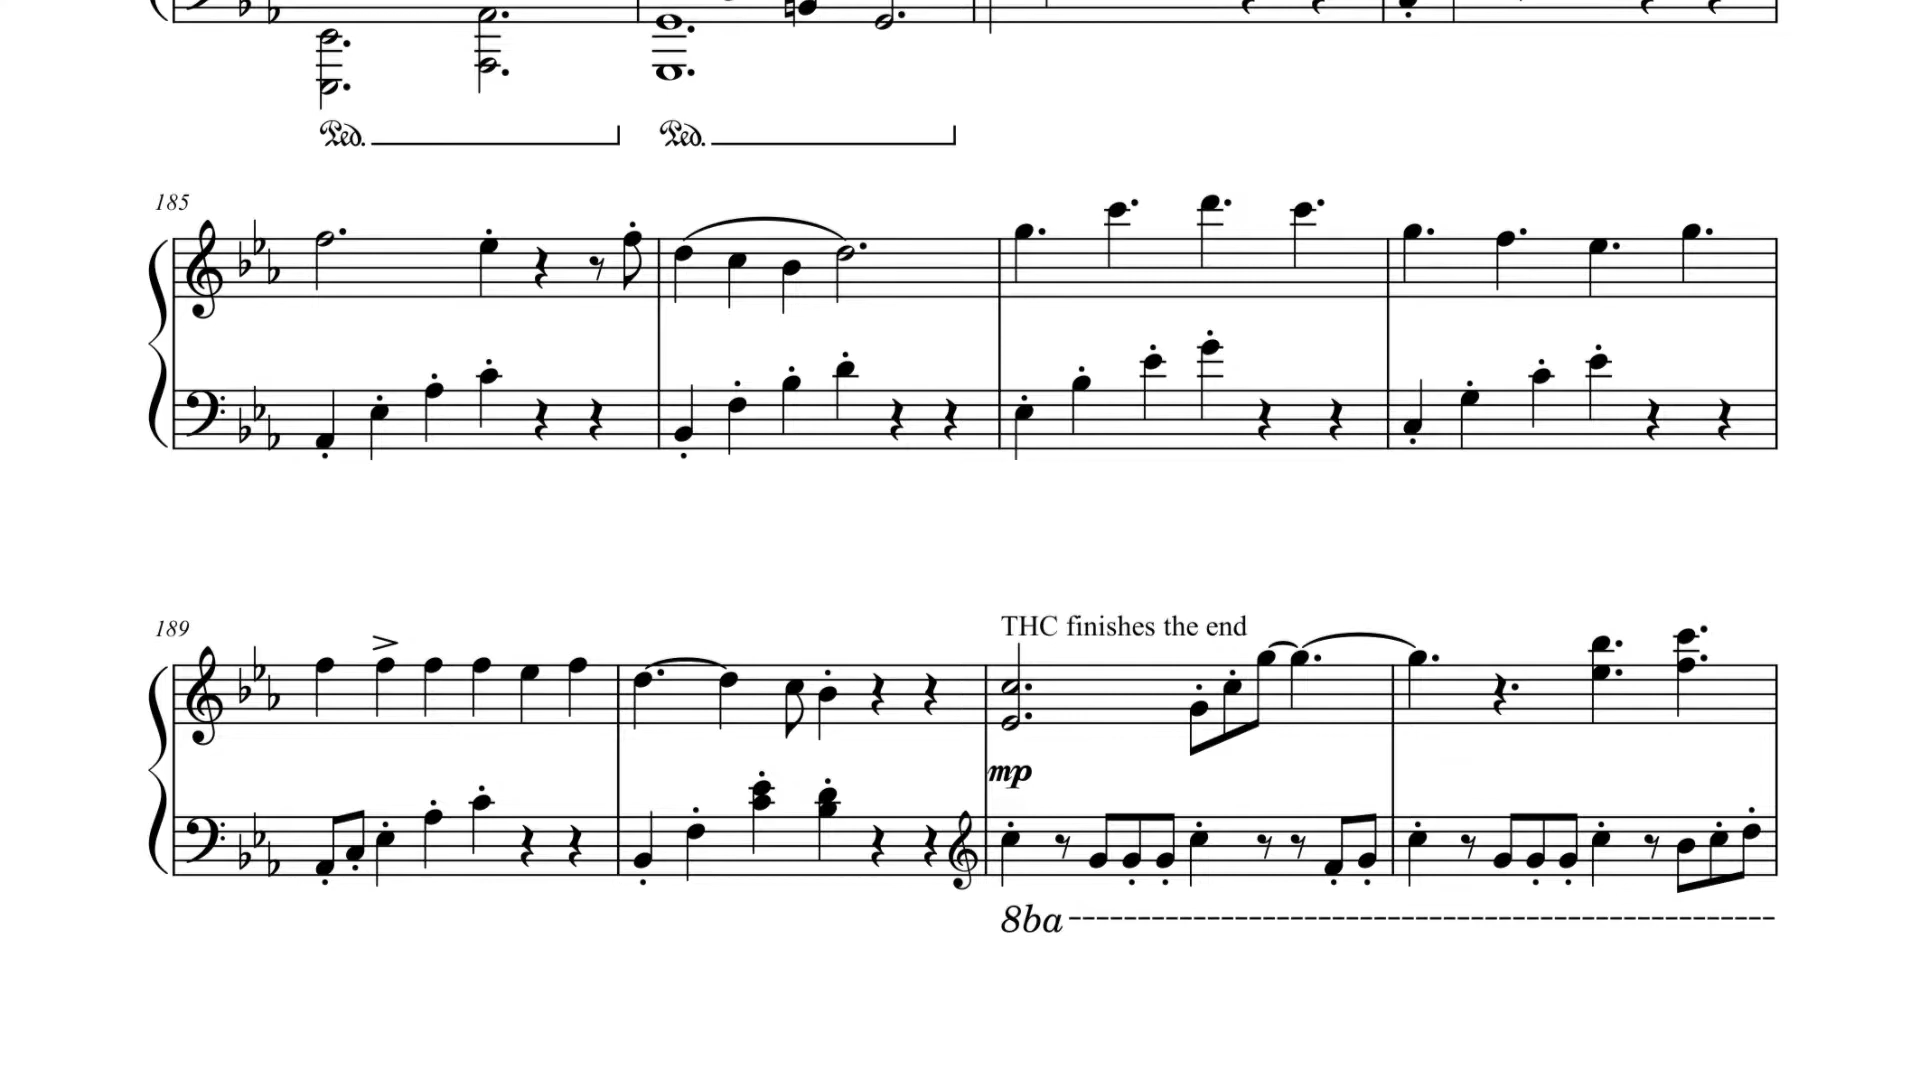 Ped. Ped.
185
189
THC finishes the end
mp
8ba